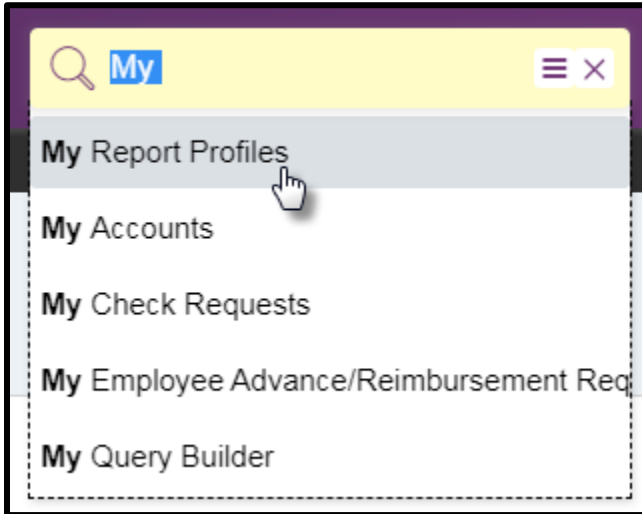 My
My Report Profiles
My Accounts
My Check Requests
My Employee Advance/Reimbursement Req
My Query Builder